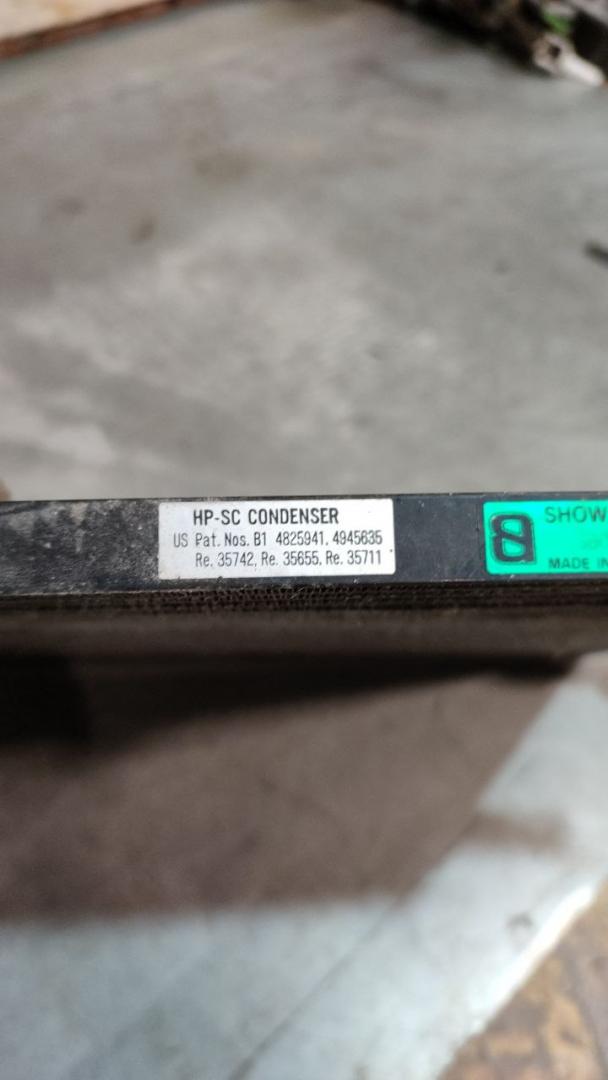 HP-SC CONDENSER
US Pat. Nos. B1 4825941, 4945635
Re. 35742, Re. 35655, Re. 35711
SHOW
MADE IN